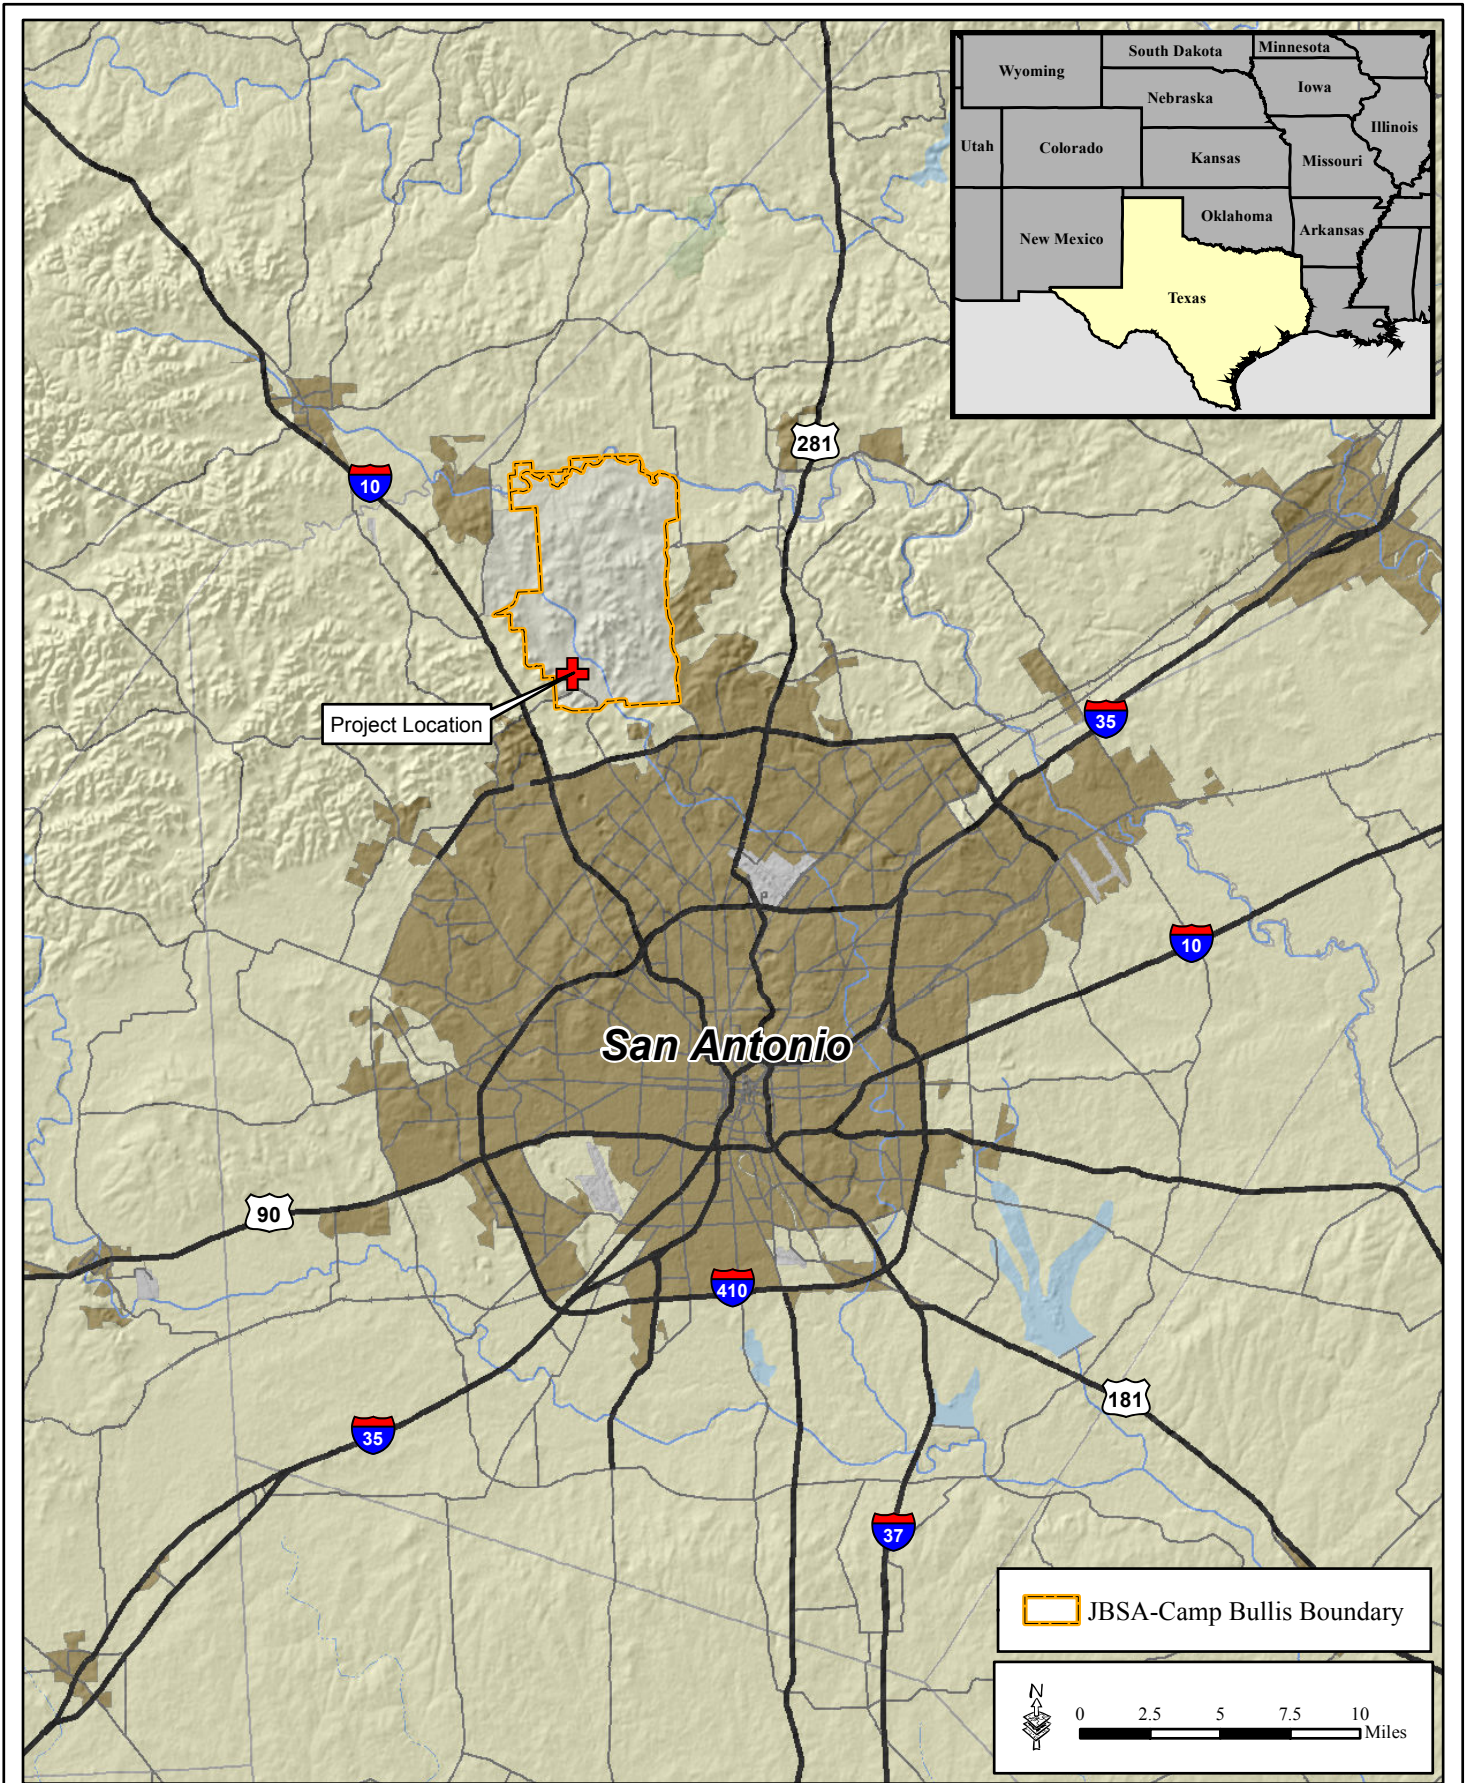 South Dakota
Minnesota
Wyoming
Iowa
Nebraska
Illinois
Utah
Colorado
Kansas
Missouri
Oklahoma
Arkansas
New Mexico
Texas
281
10
35
Project Location
10
San Antonio
90
410
181
35
37
JBSA-Camp Bullis Boundary
N
0 2.5 5 7.5 10
Miles